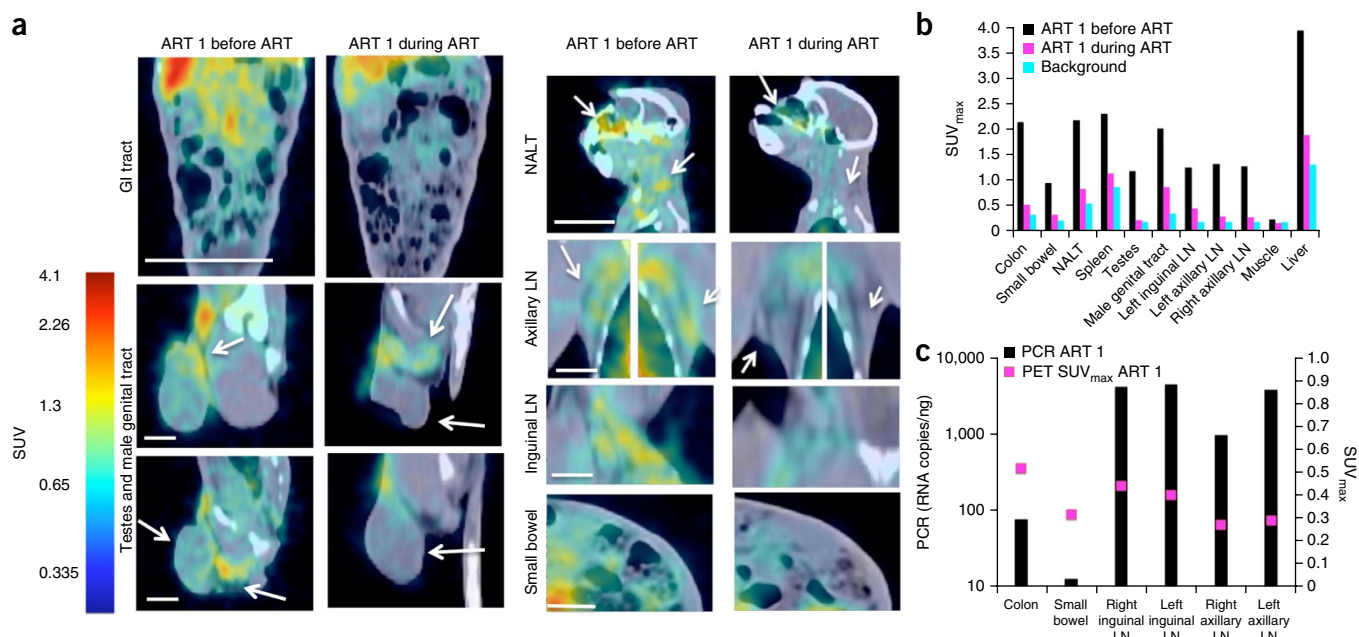 a
ART 1 before ART
ART 1 during ART
GI tract
Testes and male genital tract
SUV
4.1
2.26
1.3
0.65
0.335
ART 1 before ART
ART 1 during ART
NALT
Axillary LN
Inguinal LN
Small bowel
b
ART 1 before ART
ART 1 during ART
Background
SUVmax
4.0
3.5
3.0
2.5
2.0
1.5
1.0
0.5
0
Colon
Small bowel
NALT
Spleen
Testes
Male genital tract
Left inguinal LN
Left axillary LN
Right axillary LN
Muscle
Liver
c
PCR ART 1
PET SUVmax ART 1
PCR (RNA copies/ng)
10,000
1,000
100
10
SUVmax
1.0
0.9
0.8
0.7
0.6
0.5
0.4
0.3
0.2
0.1
0
Colon
Small
bowel
Right
inguinal
LN
Left
inguinal
LN
Right
axillary
LN
Left
axillary
LN